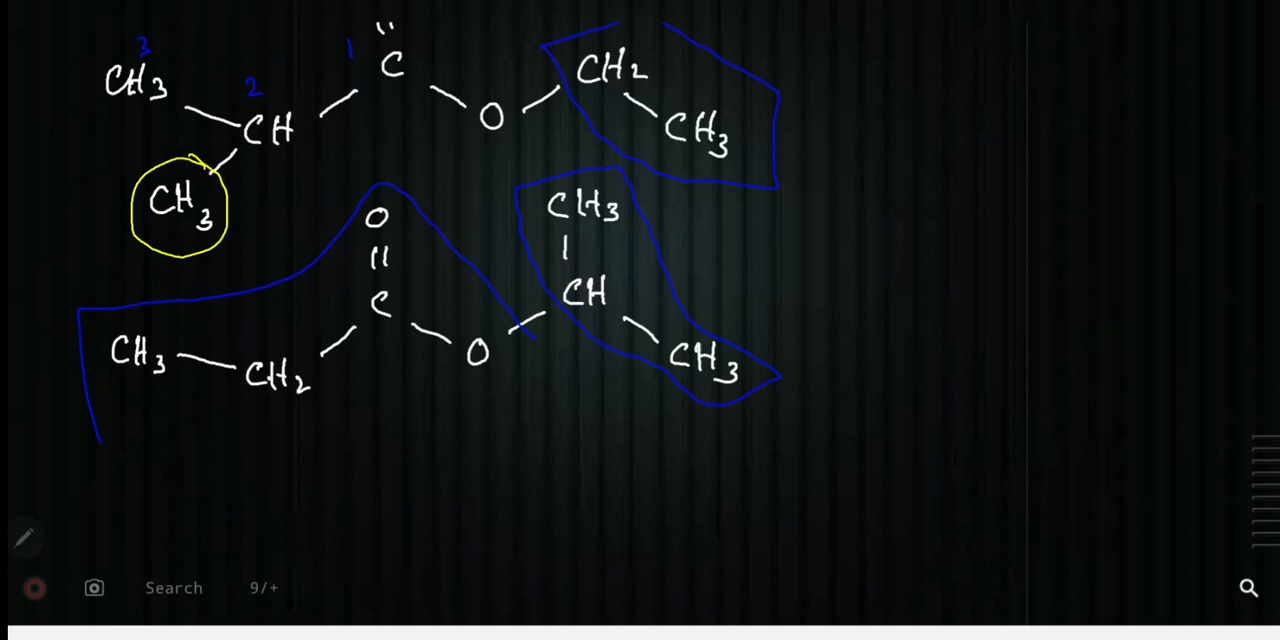 3 1 "
CH3 C CH2
2
CH O CH3
CH3
O CH3
||
|
C CH
CH3 CH2 O CH3
Search 9/+